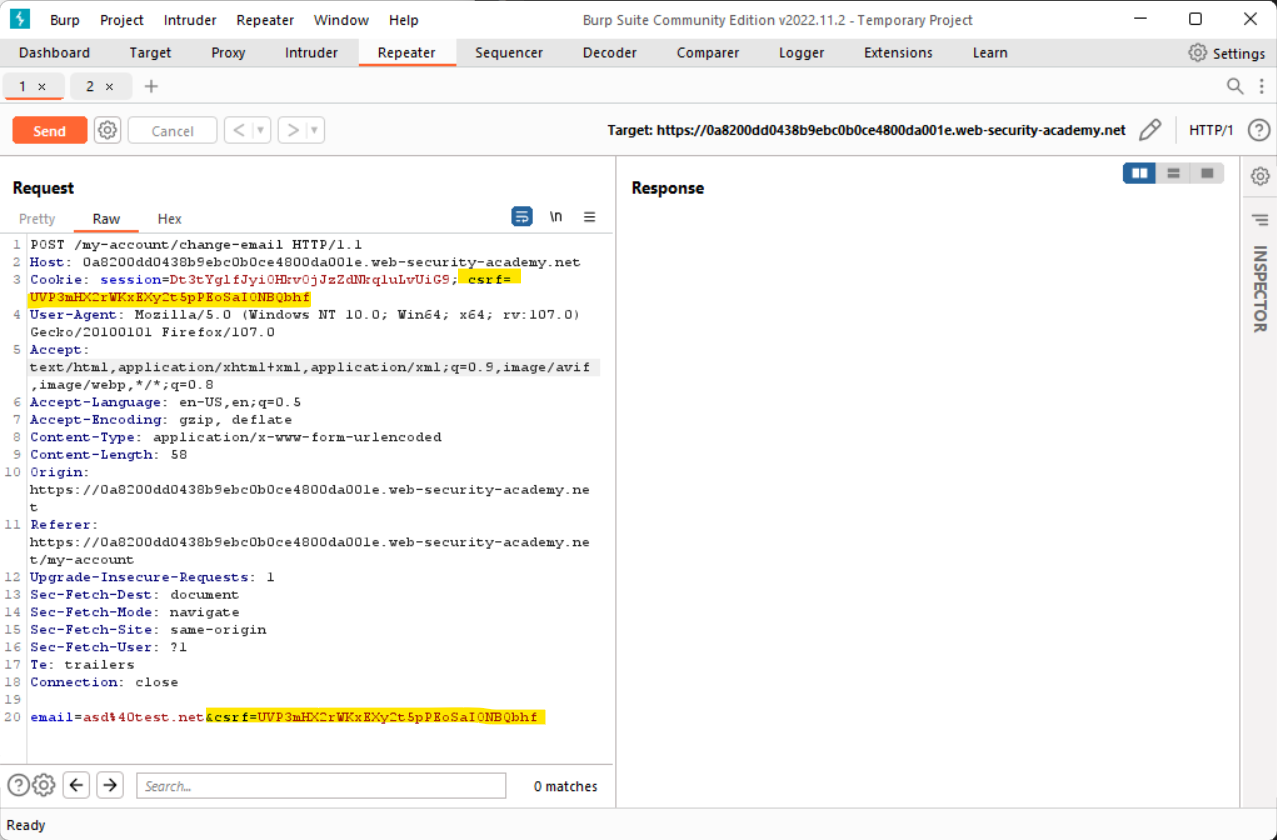 Burp Project Intruder Repeater Window Help Burp Suite Community Edition v2022.11.2 - Temporary Project
Dashboard Target Proxy Intruder Repeater Sequencer Decoder Comparer Logger Extensions Learn Settings
1 × 2 × +
Send Cancel < > Target: https://0a8200dd0438b9ebc0b0ce4800da001e.web-security-academy.net HTTP/1 ?
Request Response
Pretty Raw Hex \n
INSPECTOR
1 POST /my-account/change-email HTTP/1.1
2 Host: 0a8200dd0438b9ebc0b0ce4800da001e.web-security-academy.net
3 Cookie: session=Dt3tYglfJyi0Hkv0jJzZdNkqluLvUiG9; csrf=
UVP3mHX2rWKxEXy2t5pPEoSaI0NBQbhf
4 User-Agent: Mozilla/5.0 (Windows NT 10.0; Win64; x64; rv:107.0)
Gecko/20100101 Firefox/107.0
5 Accept:
text/html,application/xhtml+xml,application/xml;q=0.9,image/avif
,image/webp,*/*;q=0.8
6 Accept-Language: en-US,en;q=0.5
7 Accept-Encoding: gzip, deflate
8 Content-Type: application/x-www-form-urlencoded
9 Content-Length: 58
10 Origin:
https://0a8200dd0438b9ebc0b0ce4800da001e.web-security-academy.ne
t
11 Referer:
https://0a8200dd0438b9ebc0b0ce4800da001e.web-security-academy.ne
t/my-account
12 Upgrade-Insecure-Requests: 1
13 Sec-Fetch-Dest: document
14 Sec-Fetch-Mode: navigate
15 Sec-Fetch-Site: same-origin
16 Sec-Fetch-User: ?1
17 Te: trailers
18 Connection: close
19
20 email=asd%40test.net&csrf=UVP3mHX2rWKxEXy2t5pPEoSaI0NBQbhf
? Search... 0 matches
Ready